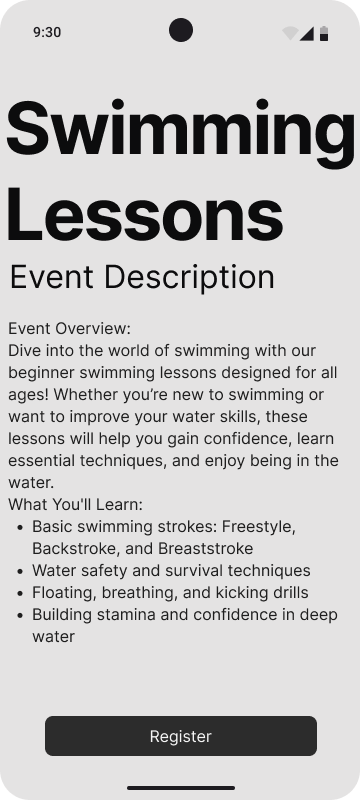 9:30
Swimming
Lessons
Event Description
Event Overview:
Dive into the world of swimming with our
beginner swimming lessons designed for all
ages! Whether you’re new to swimming or
want to improve your water skills, these
lessons will help you gain confidence, learn
essential techniques, and enjoy being in the
water.
What You'll Learn:
• Basic swimming strokes: Freestyle,
Backstroke, and Breaststroke
• Water safety and survival techniques
• Floating, breathing, and kicking drills
• Building stamina and confidence in deep
water
Register